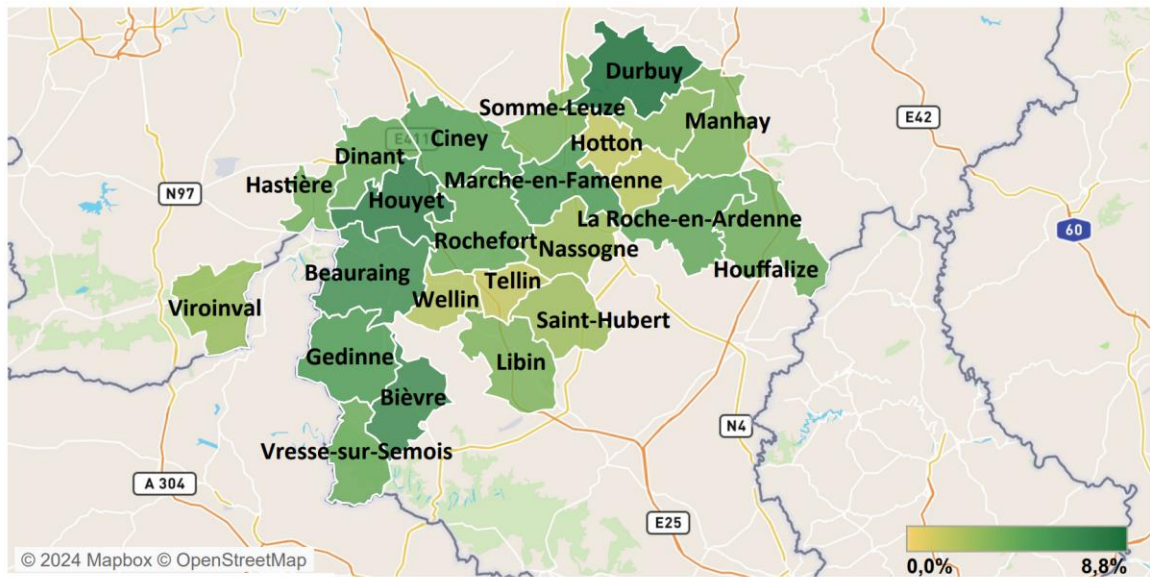 Durbuy
Somme-Leuze
Manhay
E42
E411
Ciney
Hotton
Dinant
Hastière
Marche-en-Famenne
N97
Houyet
La Roche-en-Ardenne
60
Rochefort
Nassogne
Beauraing
Houffalize
Tellin
Wellin
Viroinval
Saint-Hubert
Gedinne
Libin
Bièvre
N4
Vresse-sur-Semois
A 304
E25
© 2024 Mapbox © OpenStreetMap
0,0%
8,8%